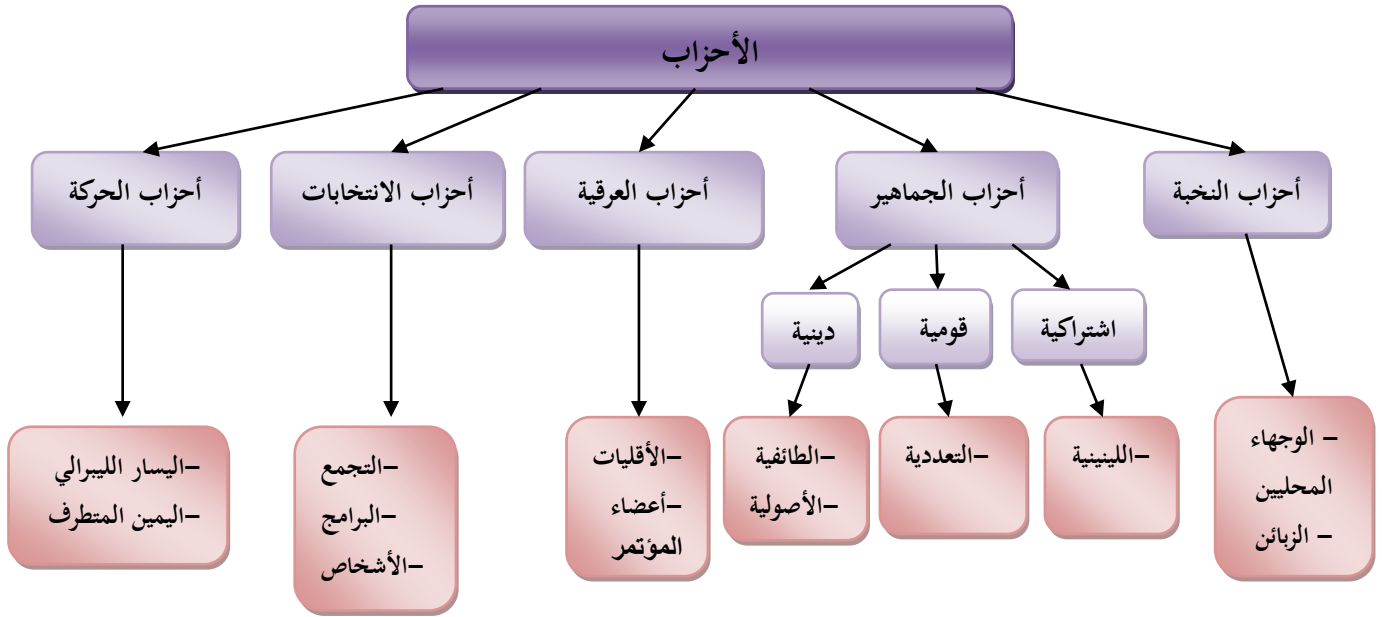 الأحزاب
أحزاب النخبة
أحزاب الجماهير
أحزاب العرقية
أحزاب الانتخابات
أحزاب الحركة
اشتراكية
قومية
دينية
– الوجهاء
المحليين
– الزبائن
–اللينينية
–التعددية
–الطائفية
–الأصولية
–الأقليات
–أعضاء
المؤتمر
–التجمع
–البرامج
–الأشخاص
–اليسار الليبرالي
–اليمين المتطرف